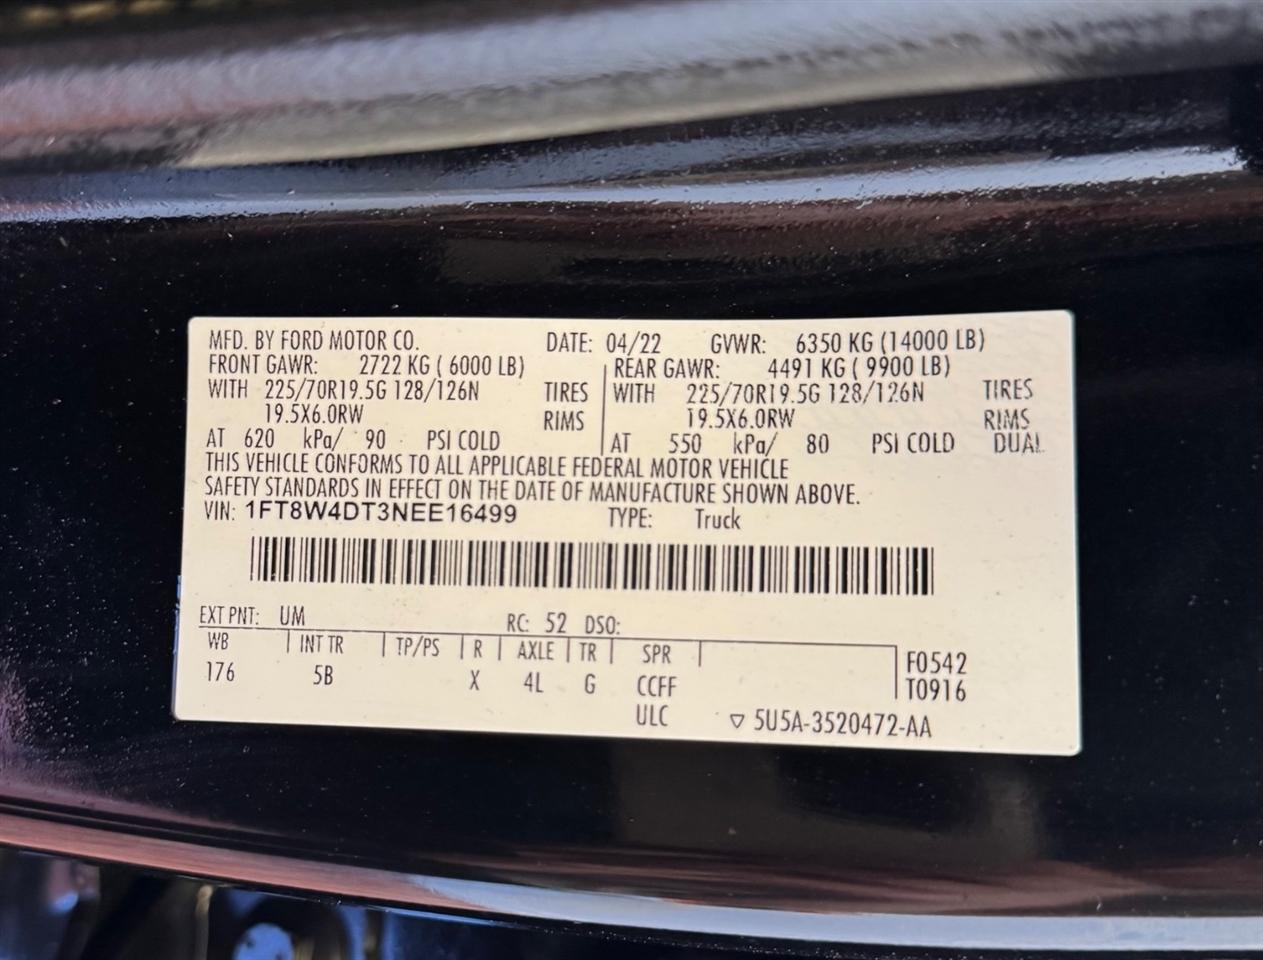 MFD. BY FORD MOTOR CO. DATE: 04/22 GVWR: 6350 KG (14000 LB)
FRONT GAWR: 2722 KG ( 6000 LB) REAR GAWR: 4491 KG ( 9900 LB)
WITH 225/70R19.5G 128/126N TIRES WITH 225/70R19.5G 128/126N TIRES
19.5X6.0RW RIMS 19.5X6.0RW RIMS
AT 620 kPa/ 90 PSI COLD AT 550 kPa/ 80 PSI COLD DUAL
THIS VEHICLE CONFORMS TO ALL APPLICABLE FEDERAL MOTOR VEHICLE
SAFETY STANDARDS IN EFFECT ON THE DATE OF MANUFACTURE SHOWN ABOVE.
VIN: 1FT8W4DT3NEE16499 TYPE: Truck
EXT PNT: UM RC: 52 DSO:
WB INT TR TP/PS R AXLE TR SPR F0542
176 5B X 4L G CCFF T0916
ULC ▽ 5U5A-3520472-AA